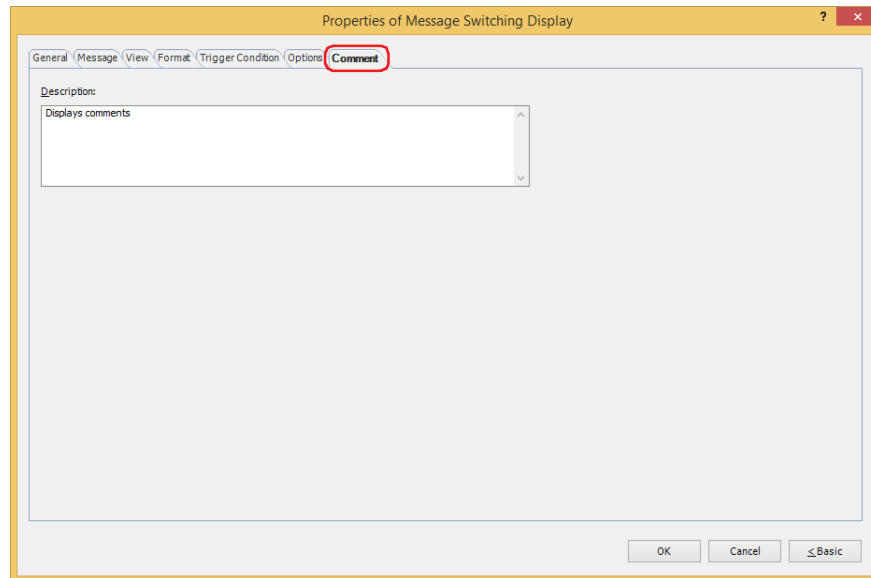 Properties of Message Switching Display ? ×
General Message View Format Trigger Condition Options Comment
Description:
Displays comments
OK Cancel < Basic